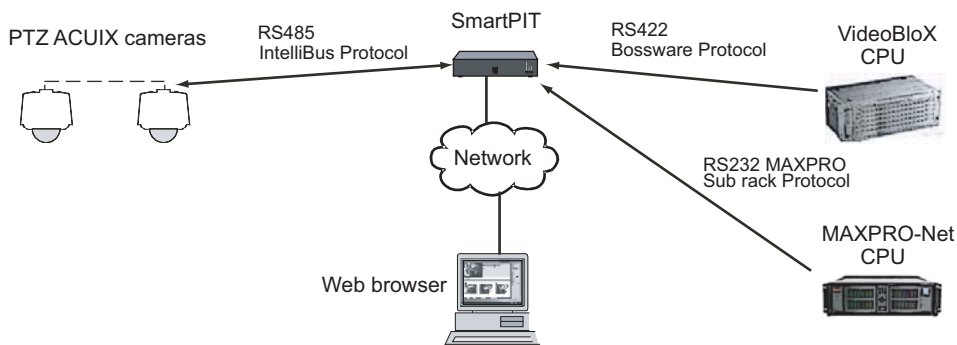 PTZ ACUIX cameras
RS485
IntelliBus Protocol
SmartPIT
RS422
Bossware Protocol
VideoBloX
CPU
Network
RS232 MAXPRO
Sub rack Protocol
MAXPRO-Net
CPU
Web browser